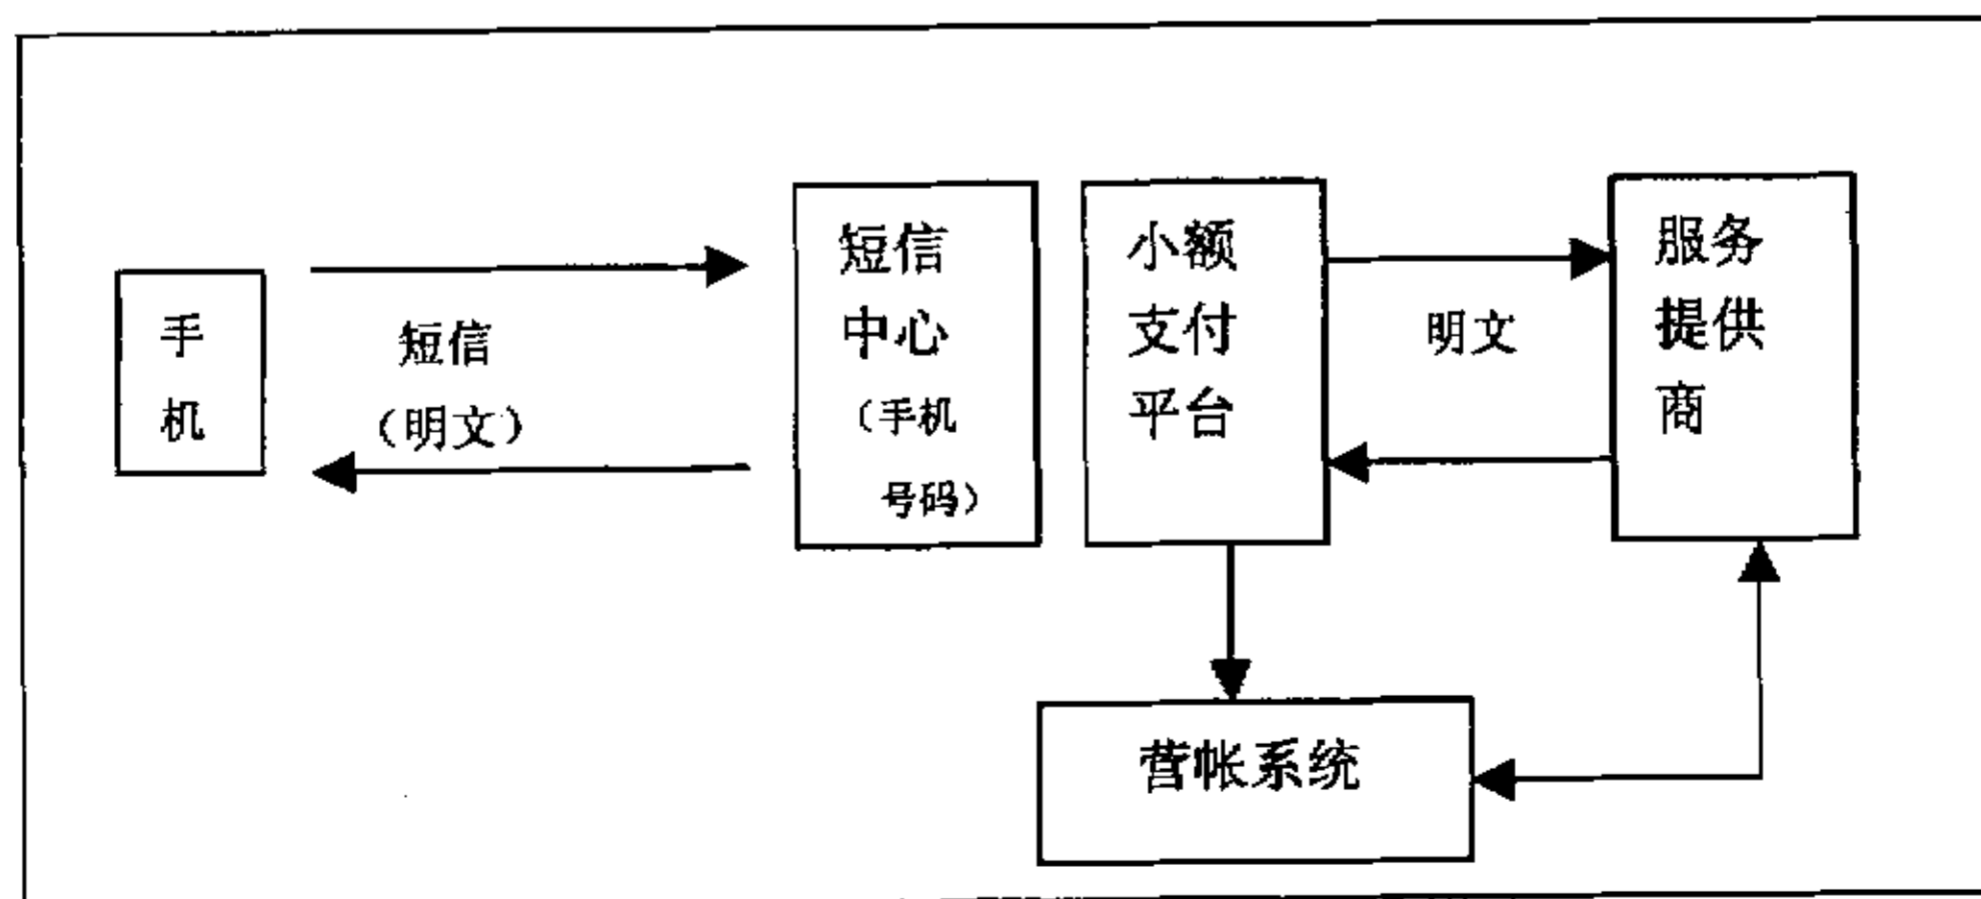 手
机
短信
（明文）
短信
中心
（手机
号码）
小额
支付
平台
明文
服务
提供
商
营帐系统